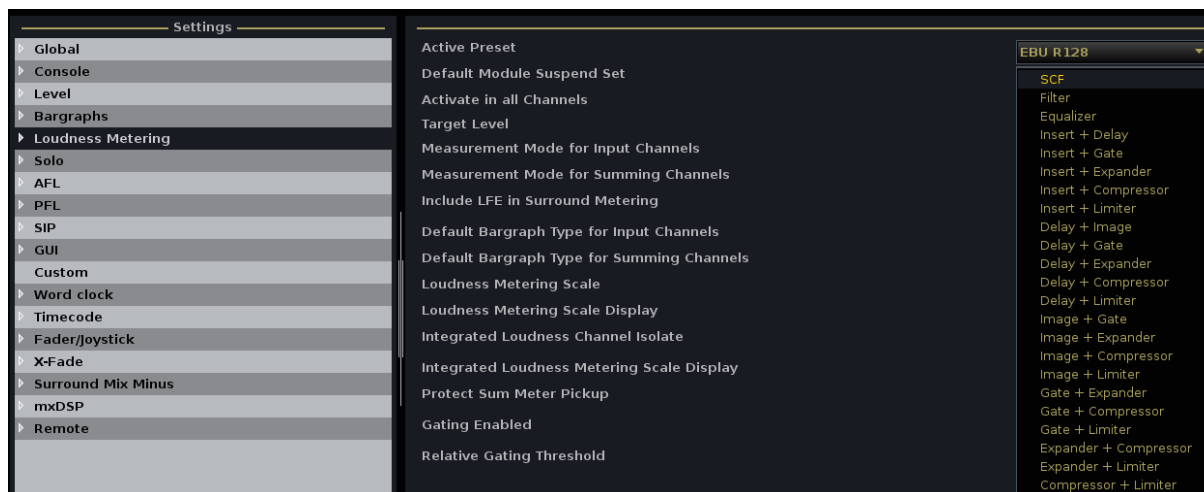 Settings
Global
Console
Level
Bargraphs
Loudness Metering
Solo
AFL
PFL
SIP
GUI
Custom
Word clock
Timecode
Fader/Joystick
X-Fade
Surround Mix Minus
mxDSP
Remote
Active Preset
Default Module Suspend Set
Activate in all Channels
Target Level
Measurement Mode for Input Channels
Measurement Mode for Summing Channels
Include LFE in Surround Metering
Default Bargraph Type for Input Channels
Default Bargraph Type for Summing Channels
Loudness Metering Scale
Loudness Metering Scale Display
Integrated Loudness Channel Isolate
Integrated Loudness Metering Scale Display
Protect Sum Meter Pickup
Gating Enabled
Relative Gating Threshold
EBU R128
SCF
Filter
Equalizer
Insert + Delay
Insert + Gate
Insert + Expander
Insert + Compressor
Insert + Limiter
Delay + Image
Delay + Gate
Delay + Expander
Delay + Compressor
Delay + Limiter
Image + Gate
Image + Expander
Image + Compressor
Image + Limiter
Gate + Expander
Gate + Compressor
Gate + Limiter
Expander + Compressor
Expander + Limiter
Compressor + Limiter